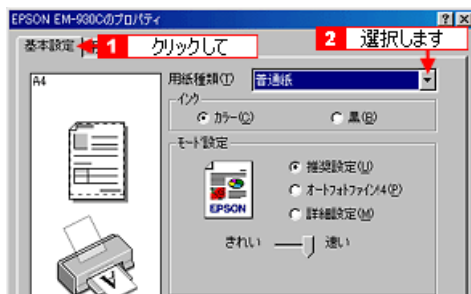 EPSON EM-930Cのプロパティ
基本設定
1 クリックして
2 選択します
A4
用紙種類(T) 普通紙
インク
カラー(C) 黒(B)
モード設定
推奨設定(U)
オートフォトファイン!4(P)
詳細設定(M)
EPSON
きれい 速い